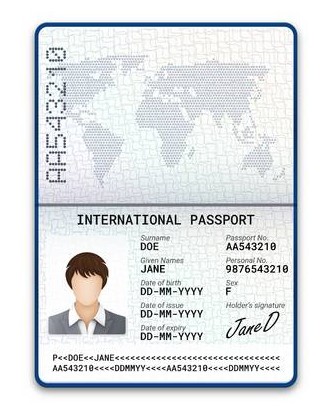 AA543210
INTERNATIONAL PASSPORT
Surname
DOE
Passport No.
AA543210
Given Names
JANE
Personal No.
9876543210
Date of birth
DD-MM-YYYY
Sex
F
Date of issue
DD-MM-YYYY
Holder's signature
JaneD
Date of expiry
DD-MM-YYYY
P<<DOE<<JANE<<<<<<<<<<<<<<<<<<<<<<<<<<<<<<<<
AA543210<<<<DDMMYY<<<<AA543210<<<<DDMMYY<<<<